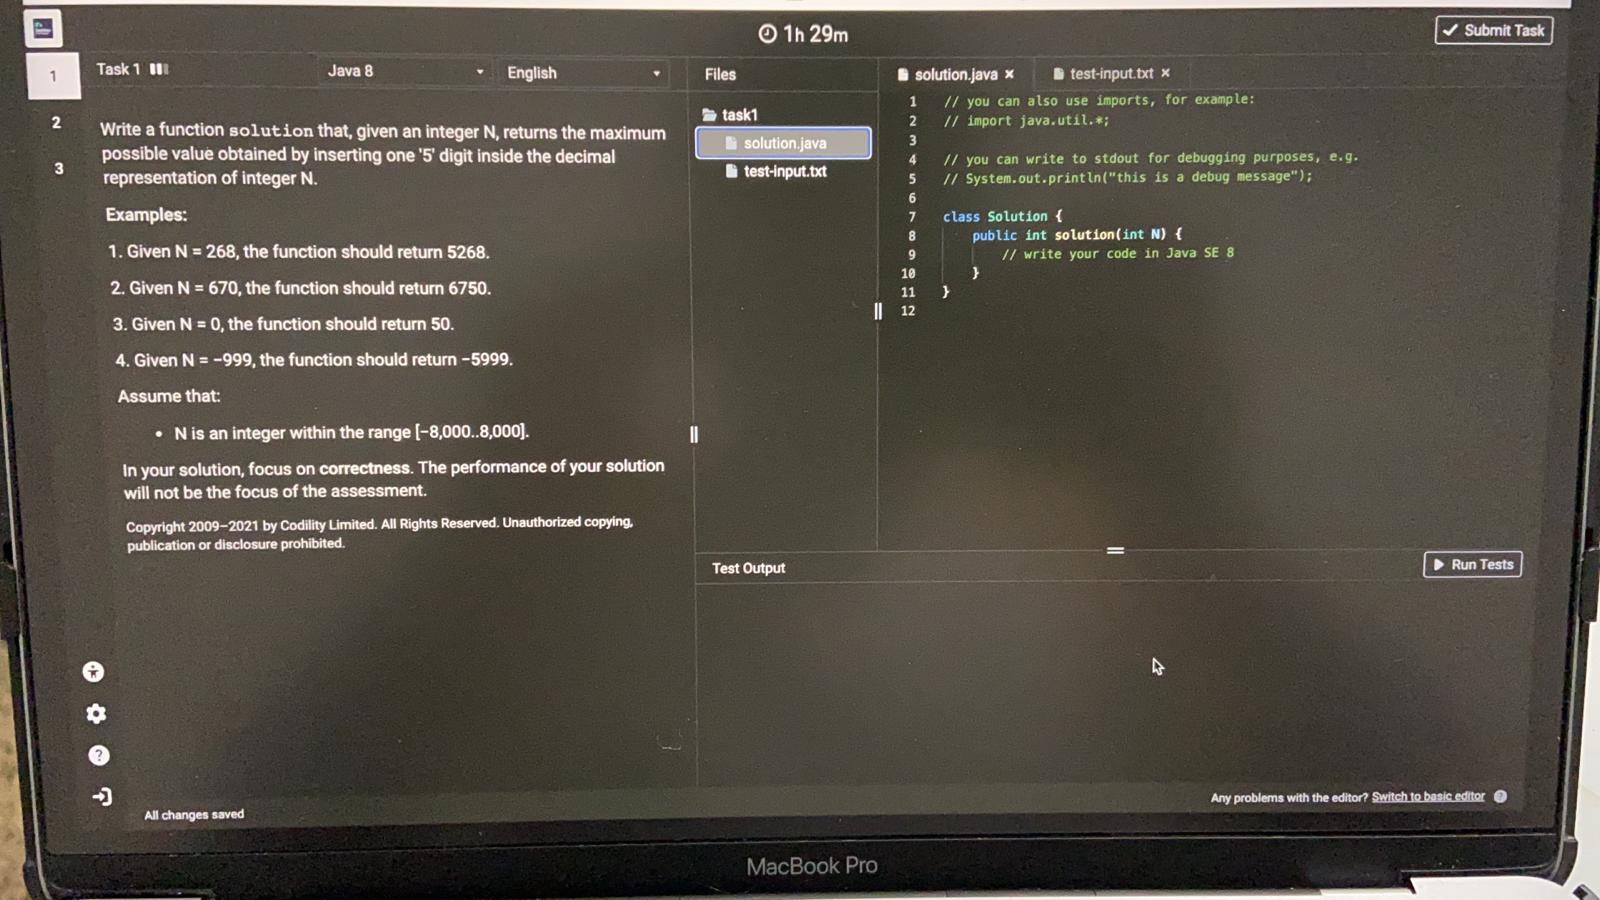 1h 29m
Submit Task
1
Task 1
Java 8
English
Files
solution.java ×
test-input.txt ×
2
3
Write a function solution that, given an integer N, returns the maximum
possible value obtained by inserting one '5' digit inside the decimal
representation of integer N.
Examples:
1. Given N = 268, the function should return 5268.
2. Given N = 670, the function should return 6750.
3. Given N = 0, the function should return 50.
4. Given N = −999, the function should return −5999.
Assume that:
• N is an integer within the range [−8,000..8,000].
In your solution, focus on correctness. The performance of your solution
will not be the focus of the assessment.
Copyright 2009–2021 by Codility Limited. All Rights Reserved. Unauthorized copying,
publication or disclosure prohibited.
task1
solution.java
test-input.txt
1 // you can also use imports, for example:
2 // import java.util.*;
3
4 // you can write to stdout for debugging purposes, e.g.
5 // System.out.println("this is a debug message");
6
7 class Solution {
8 public int solution(int N) {
9 // write your code in Java SE 8
10 }
11 }
12
Test Output
Run Tests
?
All changes saved
Any problems with the editor? Switch to basic editor
MacBook Pro